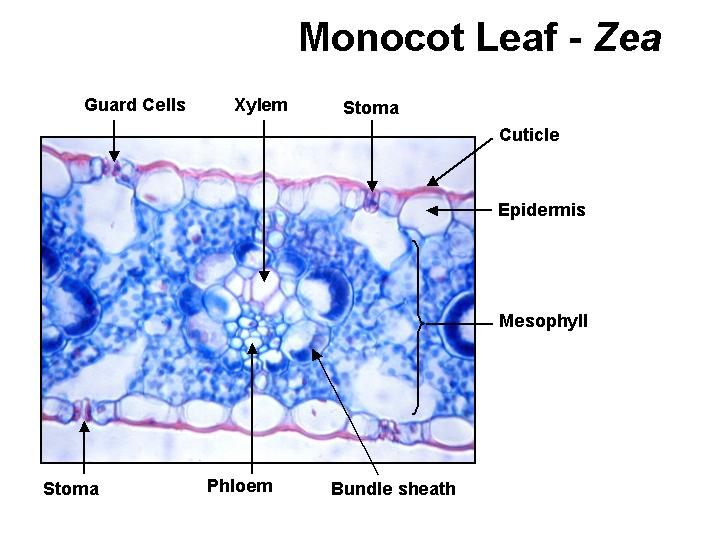 Monocot Leaf - Zea
Guard Cells
Xylem
Stoma
Cuticle
Epidermis
Mesophyll
Stoma
Phloem
Bundle sheath